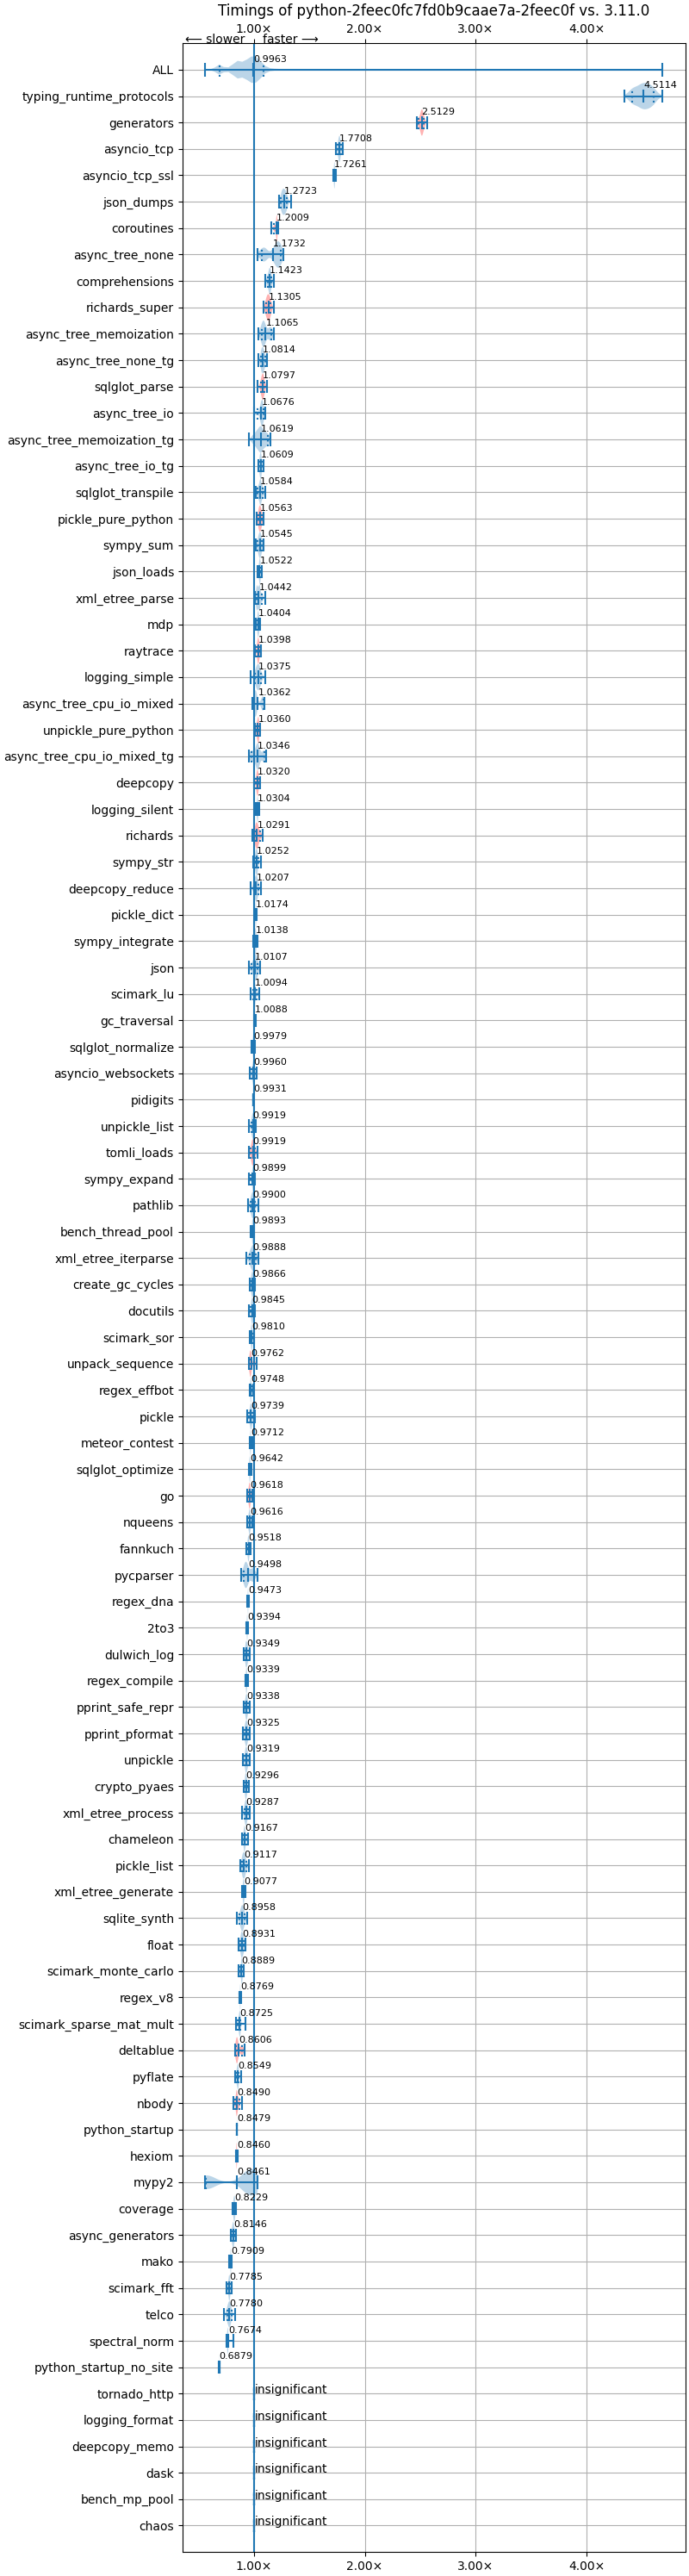 Timings of python-2feec0fc7fd0b9caae7a-2feec0f vs. 3.11.0
1.00× 2.00× 3.00× 4.00×
⟵ slower faster ⟶
ALL 0.9963
typing_runtime_protocols 4.5114
generators 2.5129
asyncio_tcp 1.7708
asyncio_tcp_ssl 1.7261
json_dumps 1.2723
coroutines 1.2009
async_tree_none 1.1732
comprehensions 1.1423
richards_super 1.1305
async_tree_memoization 1.1065
async_tree_none_tg 1.0814
sqlglot_parse 1.0797
async_tree_io 1.0676
async_tree_memoization_tg 1.0619
async_tree_io_tg 1.0609
sqlglot_transpile 1.0584
pickle_pure_python 1.0563
sympy_sum 1.0545
json_loads 1.0522
xml_etree_parse 1.0442
mdp 1.0404
raytrace 1.0398
logging_simple 1.0375
async_tree_cpu_io_mixed 1.0362
unpickle_pure_python 1.0360
async_tree_cpu_io_mixed_tg 1.0346
deepcopy 1.0320
logging_silent 1.0304
richards 1.0291
sympy_str 1.0252
deepcopy_reduce 1.0207
pickle_dict 1.0174
sympy_integrate 1.0138
json 1.0107
scimark_lu 1.0094
gc_traversal 1.0088
sqlglot_normalize 0.9979
asyncio_websockets 0.9960
pidigits 0.9931
unpickle_list 0.9919
tomli_loads 0.9919
sympy_expand 0.9899
pathlib 0.9900
bench_thread_pool 0.9893
xml_etree_iterparse 0.9888
create_gc_cycles 0.9866
docutils 0.9845
scimark_sor 0.9810
unpack_sequence 0.9762
regex_effbot 0.9748
pickle 0.9739
meteor_contest 0.9712
sqlglot_optimize 0.9642
go 0.9618
nqueens 0.9616
fannkuch 0.9518
pycparser 0.9498
regex_dna 0.9473
2to3 0.9394
dulwich_log 0.9349
regex_compile 0.9339
pprint_safe_repr 0.9338
pprint_pformat 0.9325
unpickle 0.9319
crypto_pyaes 0.9296
xml_etree_process 0.9287
chameleon 0.9167
pickle_list 0.9117
xml_etree_generate 0.9077
sqlite_synth 0.8958
float 0.8931
scimark_monte_carlo 0.8889
regex_v8 0.8769
scimark_sparse_mat_mult 0.8725
deltablue 0.8606
pyflate 0.8549
nbody 0.8490
python_startup 0.8479
hexiom 0.8460
mypy2 0.8461
coverage 0.8229
async_generators 0.8146
mako 0.7909
scimark_fft 0.7785
telco 0.7780
spectral_norm 0.7674
python_startup_no_site 0.6879
tornado_http insignificant
logging_format insignificant
deepcopy_memo insignificant
dask insignificant
bench_mp_pool insignificant
chaos insignificant
1.00× 2.00× 3.00× 4.00×